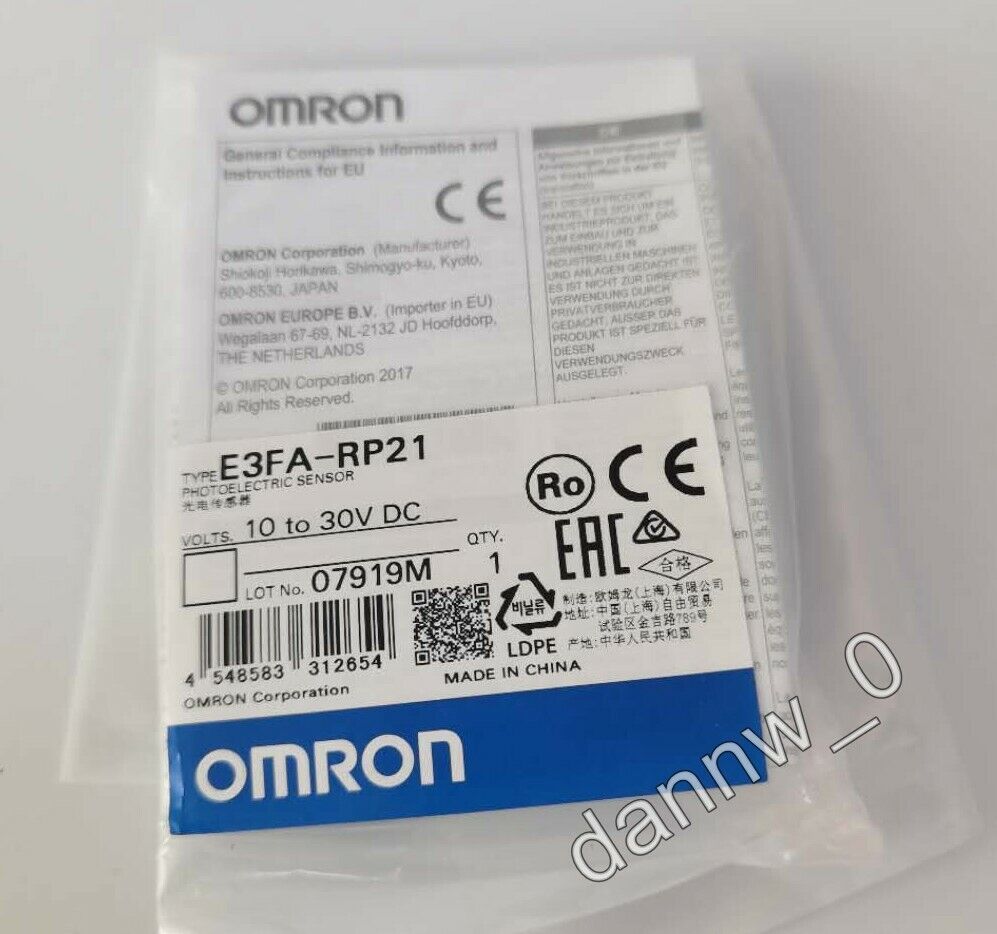 OMRON
General Compliance Information and
Instructions for EU
CE
OMRON Corporation (Manufacturer)
Shiokoji Horikawa, Shimogyo-ku, Kyoto,
600-8530, JAPAN
OMRON EUROPE B.V. (Importer in EU)
Wegalaan 67-69, NL-2132 JD Hoofddorp,
THE NETHERLANDS
© OMRON Corporation 2017
All Rights Reserved.
BEI DIESEM PRODUKT
HANDELT ES SICH UM EIN
INDUSTRIEPRODUKT, DAS
ZUM EINBAU UND ZUR
VERWENDUNG IN
INDUSTRIELLEN MASCHINEN
UND ANLAGEN GEDACHT IST
ES IST NICHT ZUR DIREKTEN
VERWENDUNG DURCH
PRIVATVERBRAUCHER
GEDACHT. AUSSER DAS
PRODUKT IST SPEZIELL FÜR
DIESEN
VERWENDUNGSZWECK
AUSGELEGT.
TYPE E3FA-RP21
PHOTOELECTRIC SENSOR
光电传感器
VOLTS. 10 to 30V DC
QTY.
1
LOT No. 07919M
4 548583 312654
OMRON Corporation
Ro CE
EAC
合格
비닐류
LDPE
制造:欧姆龙(上海)有限公司
地址:中国(上海)自由贸易
试验区金吉路789号
产地:中华人民共和国
MADE IN CHINA
OMRON
dannw_0